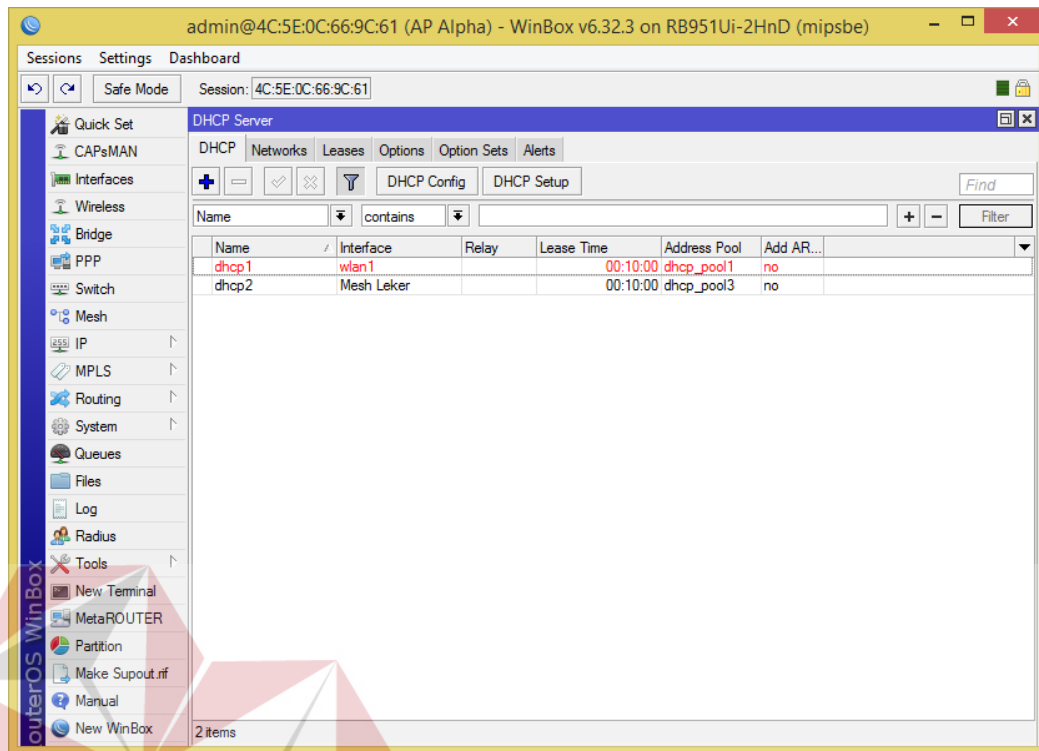 admin@4C:5E:0C:66:9C:61 (AP Alpha) - WinBox v6.32.3 on RB951Ui-2HnD (mipsbe)
Sessions Settings Dashboard
Safe Mode Session: 4C:5E:0C:66:9C:61
Quick Set
CAPsMAN
Interfaces
Wireless
Bridge
PPP
Switch
Mesh
IP
MPLS
Routing
System
Queues
Files
Log
Radius
Tools
New Terminal
MetaROUTER
Partition
Make Supout.rif
Manual
New WinBox
outerOS WinBox
DHCP Server
DHCP Networks Leases Options Option Sets Alerts
DHCP Config DHCP Setup Find
Name contains + - Filter
Name Interface Relay Lease Time Address Pool Add AR...
dhcp1 wlan1 00:10:00 dhcp_pool1 no
dhcp2 Mesh Leker 00:10:00 dhcp_pool3 no
2 items